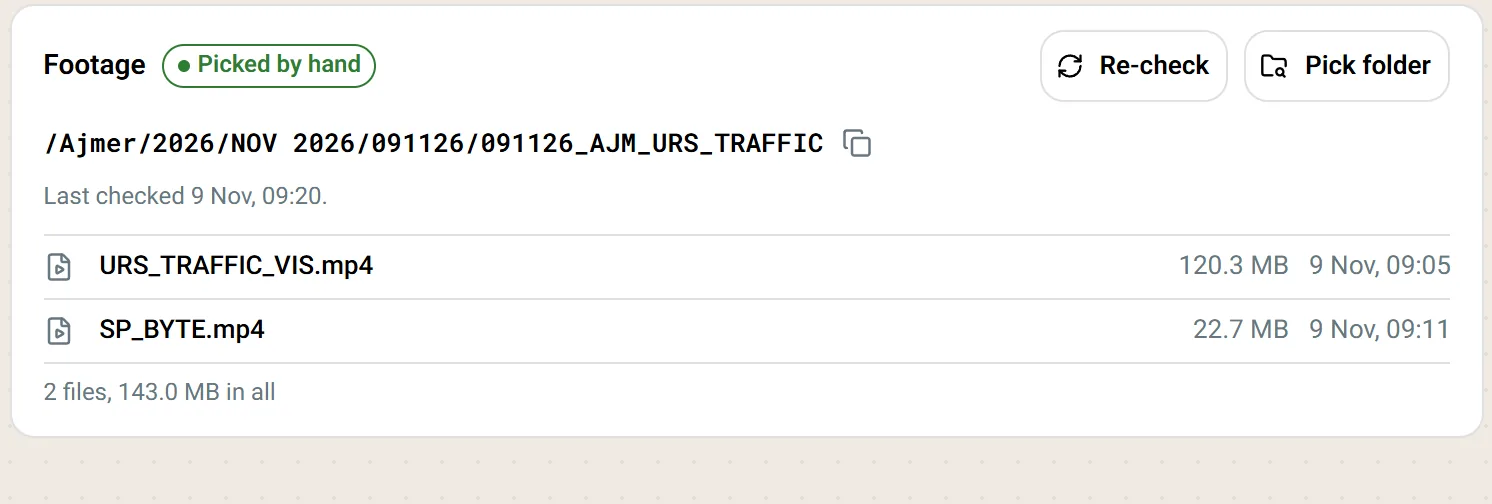 Footage Picked by hand Re-check Pick folder
/Ajmer/2026/NOV 2026/091126/091126_AJM_URS_TRAFFIC
Last checked 9 Nov, 09:20.
URS_TRAFFIC_VIS.mp4 120.3 MB 9 Nov, 09:05
SP_BYTE.mp4 22.7 MB 9 Nov, 09:11
2 files, 143.0 MB in all